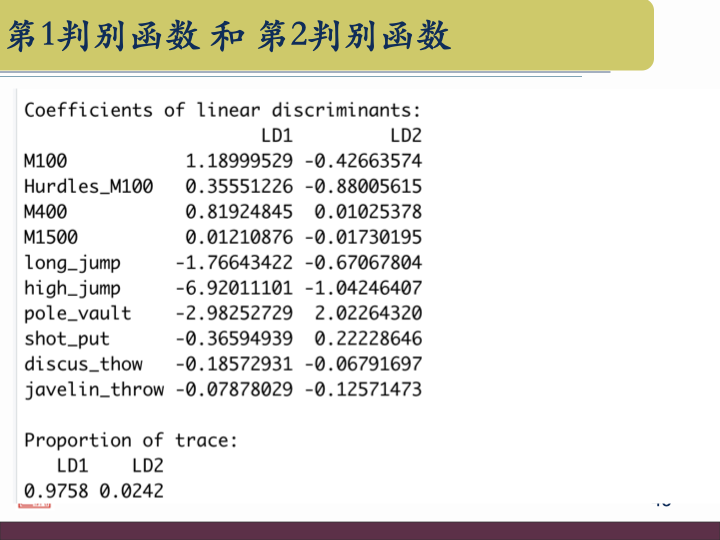 第1判别函数 和 第2判别函数
Coefficients of linear discriminants:
LD1 LD2
M100 1.18999529 -0.42663574
Hurdles_M100 0.35551226 -0.88005615
M400 0.81924845 0.01025378
M1500 0.01210876 -0.01730195
long_jump -1.76643422 -0.67067804
high_jump -6.92011101 -1.04246407
pole_vault -2.98252729 2.02264320
shot_put -0.36594939 0.22228646
discus_thow -0.18572931 -0.06791697
javelin_throw -0.07878029 -0.12571473
Proportion of trace:
LD1 LD2
0.9758 0.0242